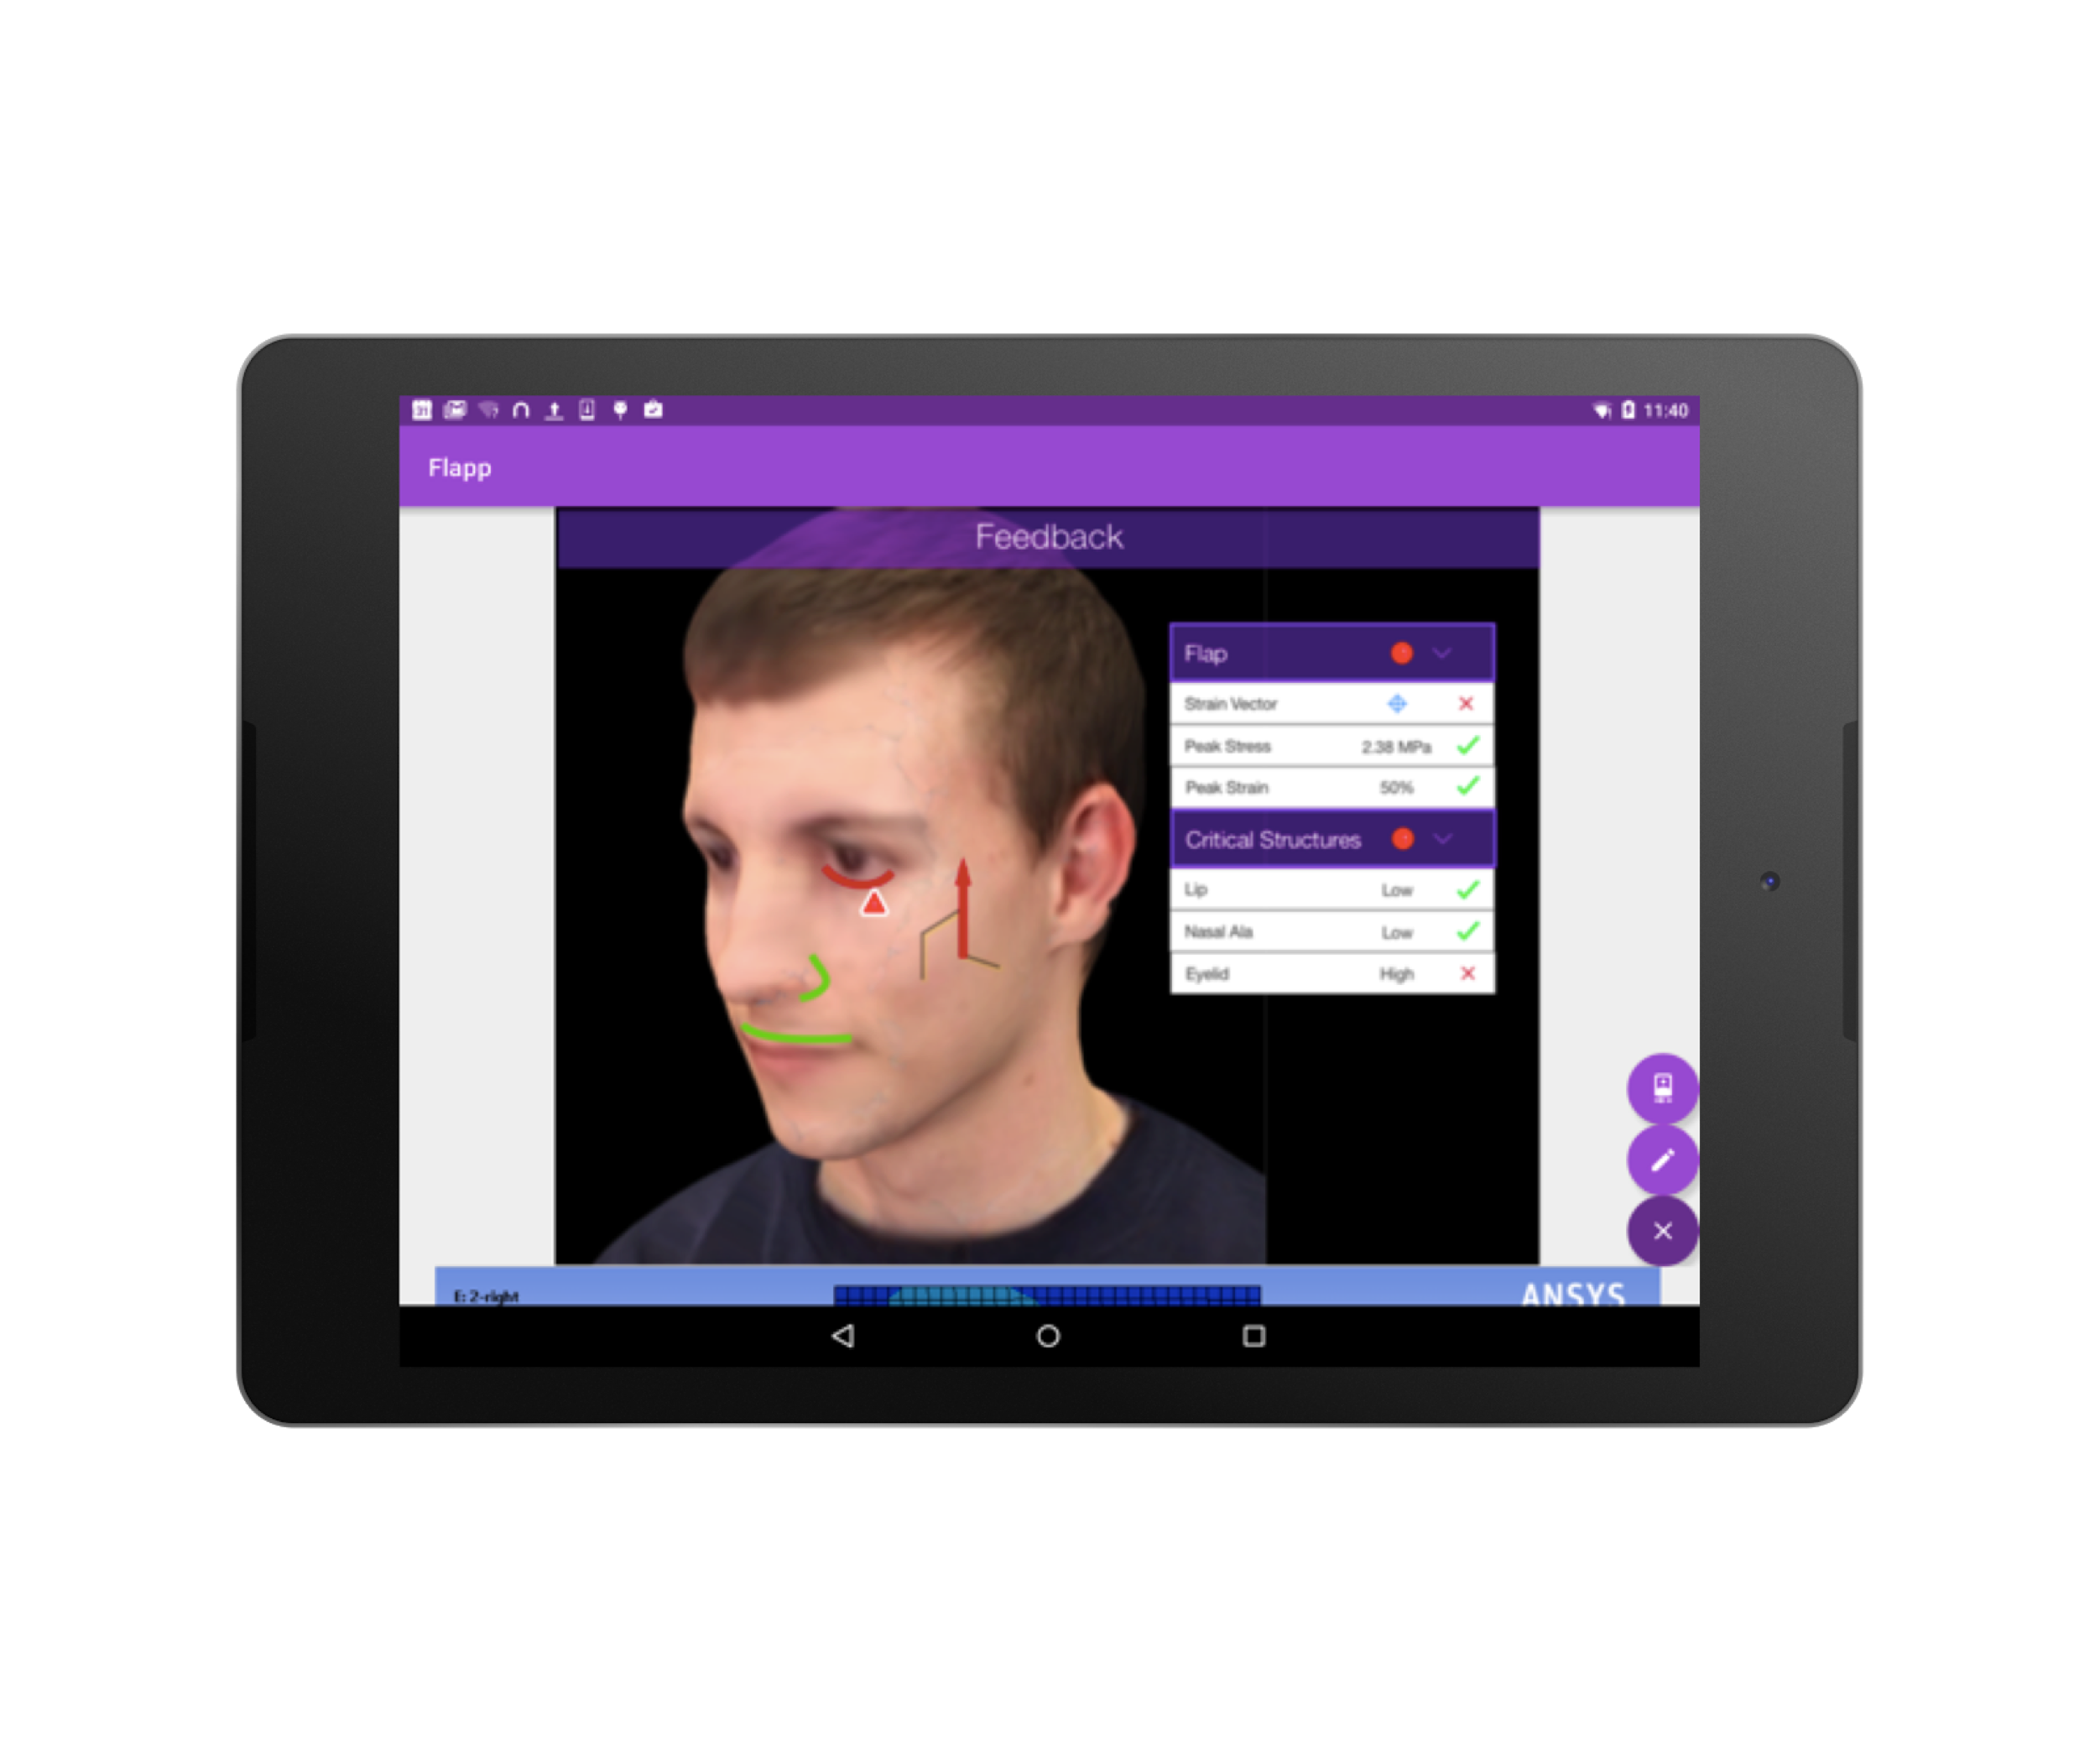 31
11:40
Flapp
Feedback
Flap
Strain Vector
Peak Stress 2.38 MPa
Peak Strain 50%
Critical Structures
Lip Low
Nasal Ala Low
Eyelid High
E: 2-right
ANSYS